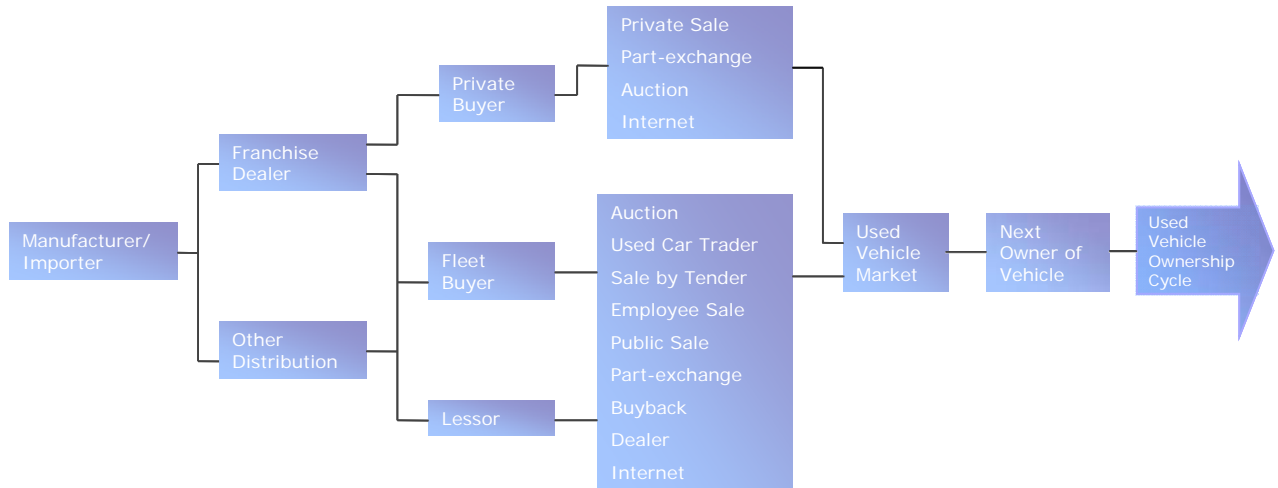 Manufacturer/
Importer
Franchise
Dealer
Other
Distribution
Private
Buyer
Fleet
Buyer
Lessor
Private Sale
Part-exchange
Auction
Internet
Auction
Used Car Trader
Sale by Tender
Employee Sale
Public Sale
Part-exchange
Buyback
Dealer
Internet
Used
Vehicle
Market
Next
Owner of
Vehicle
Used
Vehicle
Ownership
Cycle